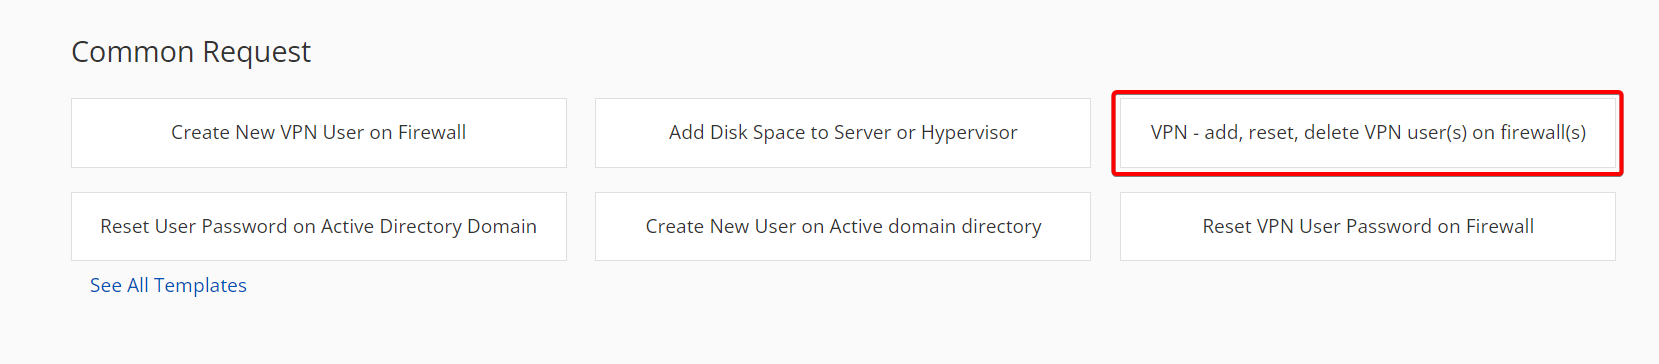 Common Request
Create New VPN User on Firewall
Add Disk Space to Server or Hypervisor
VPN - add, reset, delete VPN user(s) on firewall(s)
Reset User Password on Active Directory Domain
Create New User on Active domain directory
Reset VPN User Password on Firewall
See All Templates